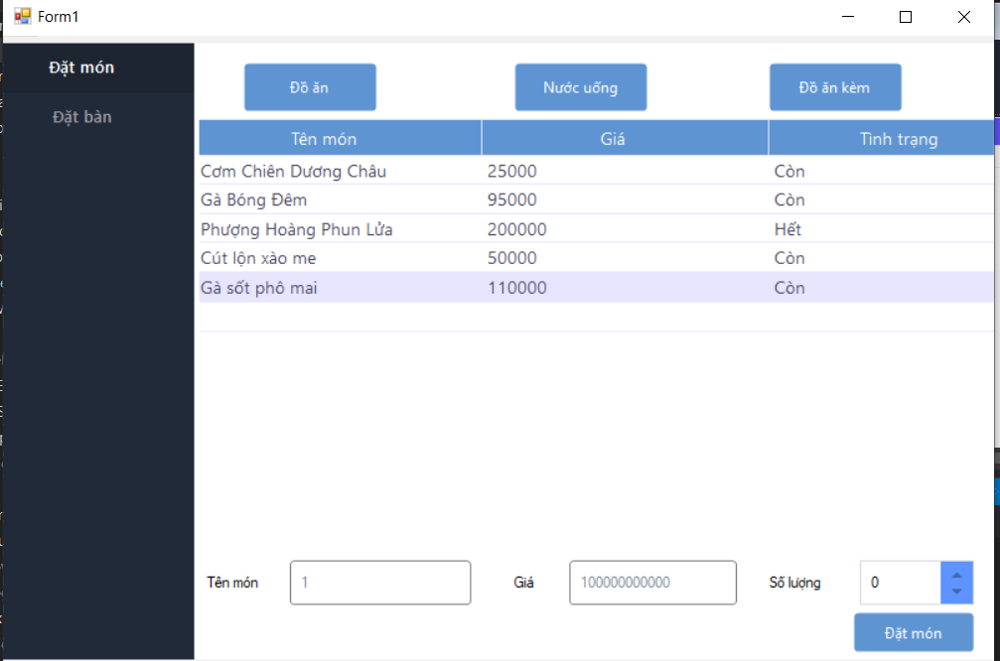 Form1
Đặt món
Đặt bàn
Đồ ăn Nước uống Đồ ăn kèm
Tên món Giá Tình trạng
Cơm Chiên Dương Châu 25000 Còn
Gà Bóng Đêm 95000 Còn
Phượng Hoàng Phun Lửa 200000 Hết
Cút lộn xào me 50000 Còn
Gà sốt phô mai 110000 Còn
Tên món 1 Giá 100000000000 Số lượng 0
Đặt món